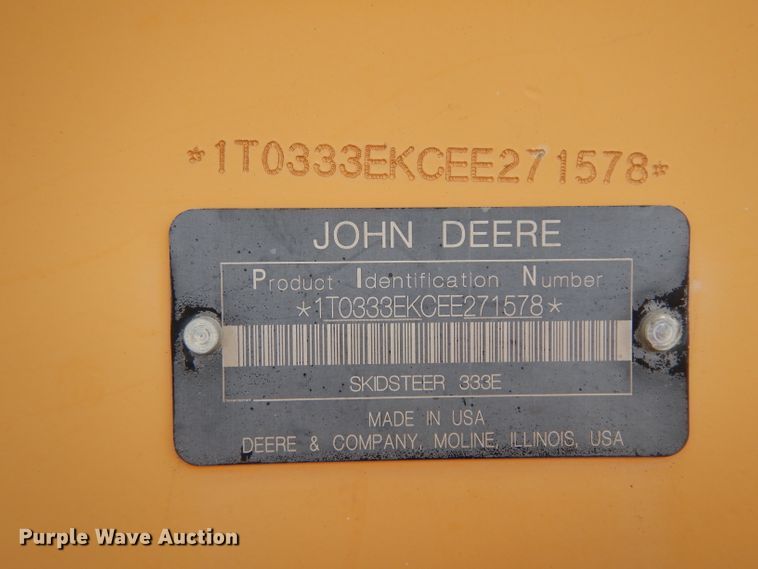 *1T0333EKCEE271578*
JOHN DEERE
Product Identification Number
*1T0333EKCEE271578*
SKIDSTEER 333E
MADE IN USA
DEERE & COMPANY, MOLINE, ILLINOIS, USA
Purple Wave Auction